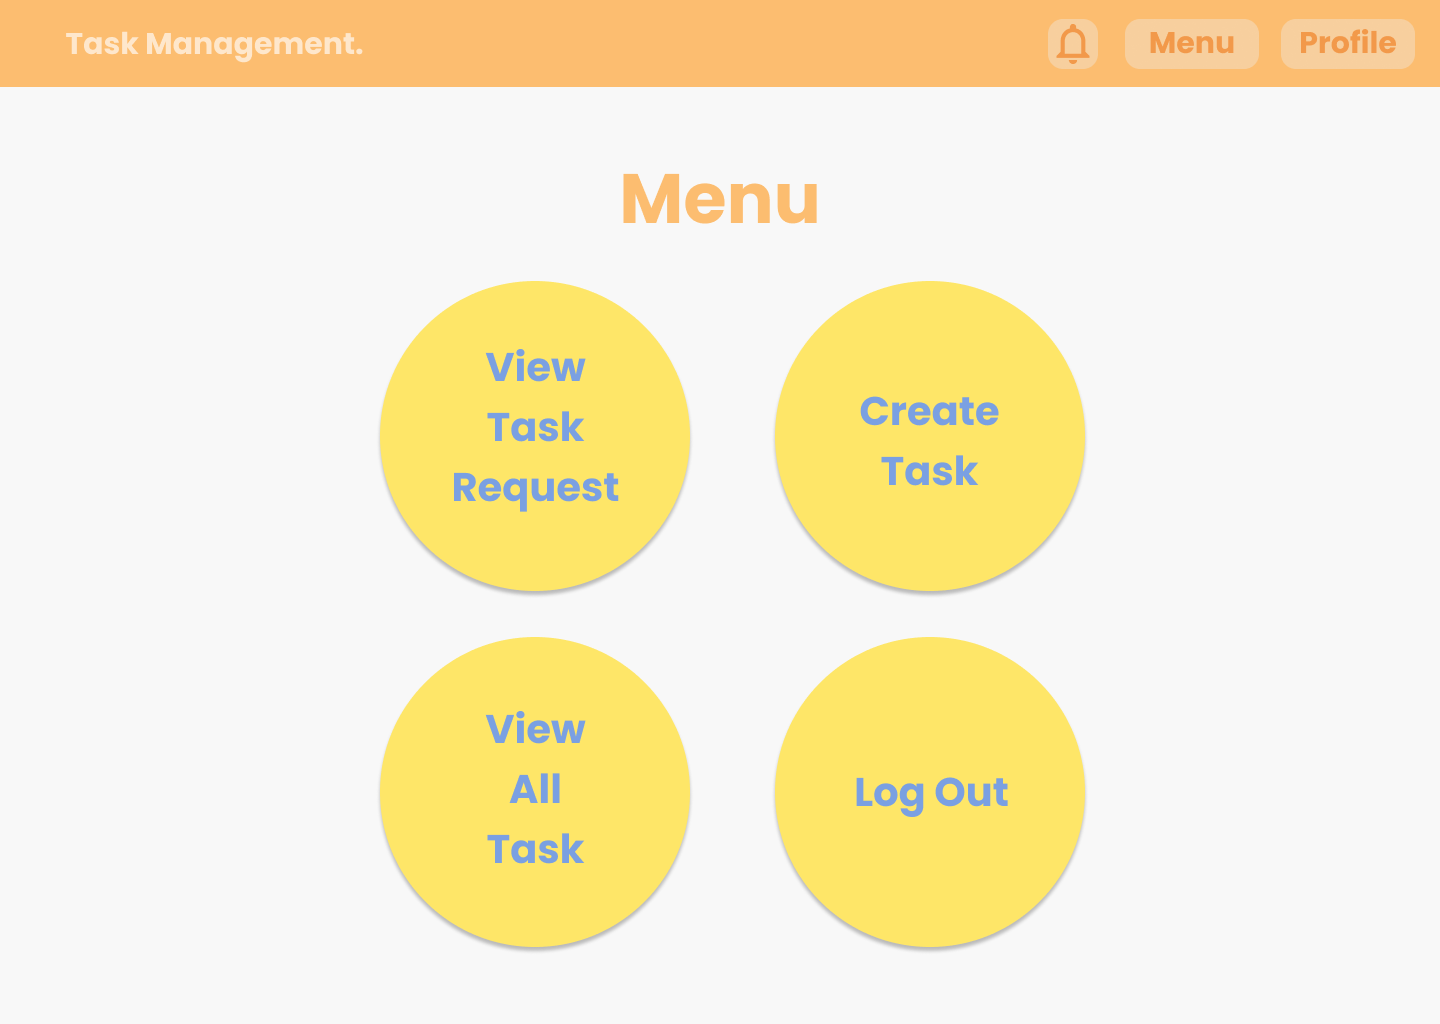 Task Management.
Menu
Profile
Menu
View
Task
Request
Create
Task
View
All
Task
Log Out